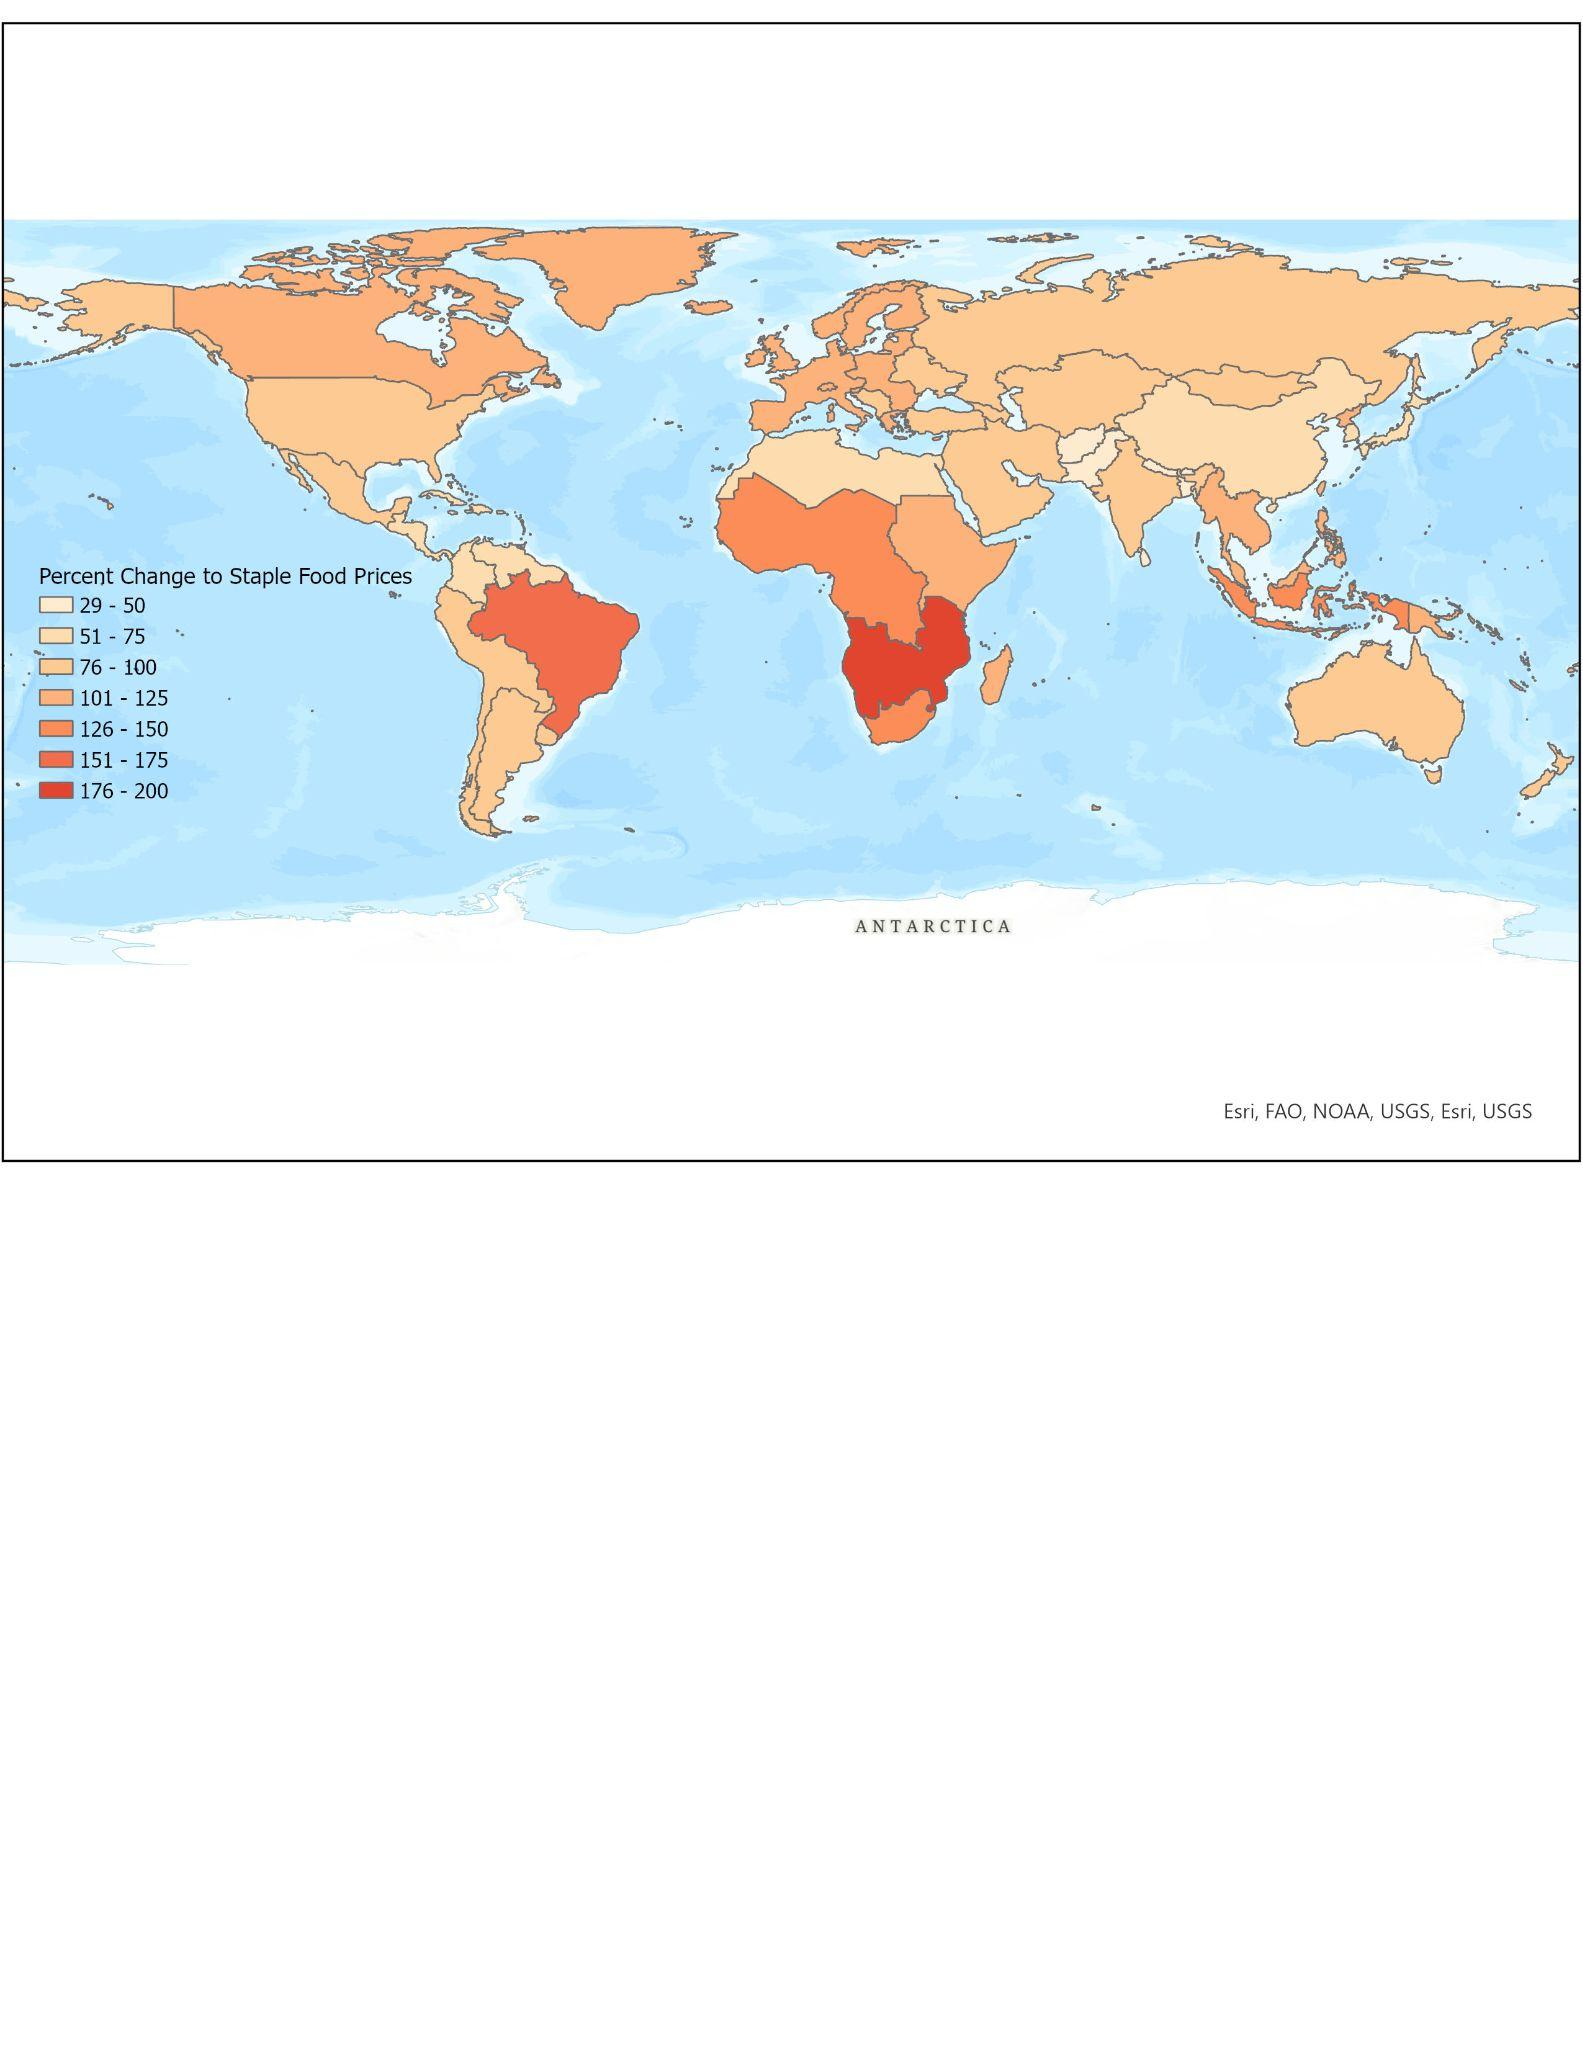 Percent Change to Staple Food Prices
29 - 50
51 - 75
76 - 100
101 - 125
126 - 150
151 - 175
176 - 200
ANTARCTICA
Esri, FAO, NOAA, USGS, Esri, USGS